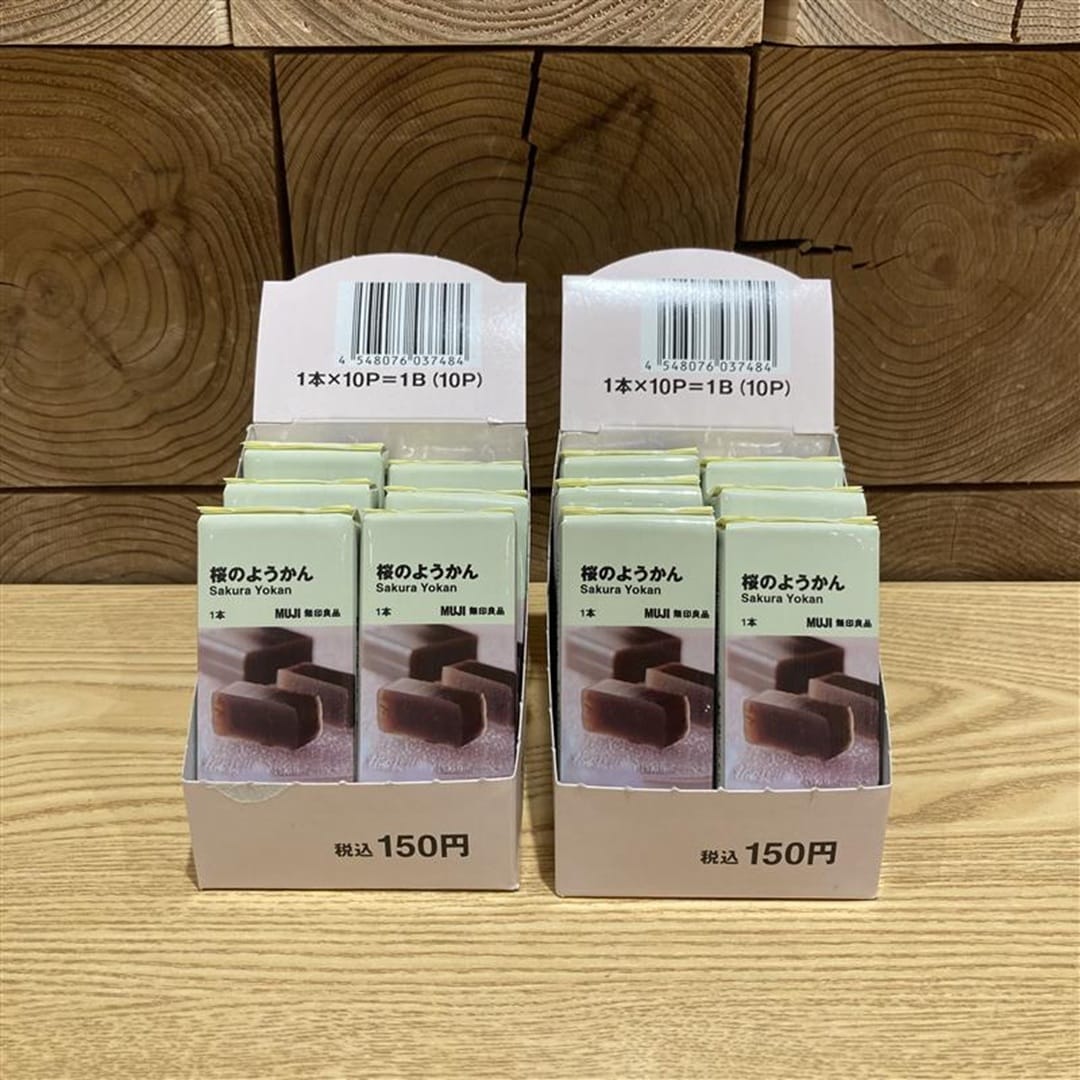 4 548076 037484
1本×10P=1B(10P)
4 548076 037484
1本×10P=1B(10P)
桜のようかん
Sakura Yokan
1本 MUJI 無印良品
桜のようかん
Sakura Yokan
1本 MUJI 無印良品
桜のようかん
Sakura Yokan
1本 MUJI 無印良品
桜のようかん
Sakura Yokan
1本 MUJI 無印良品
税込150円
税込150円